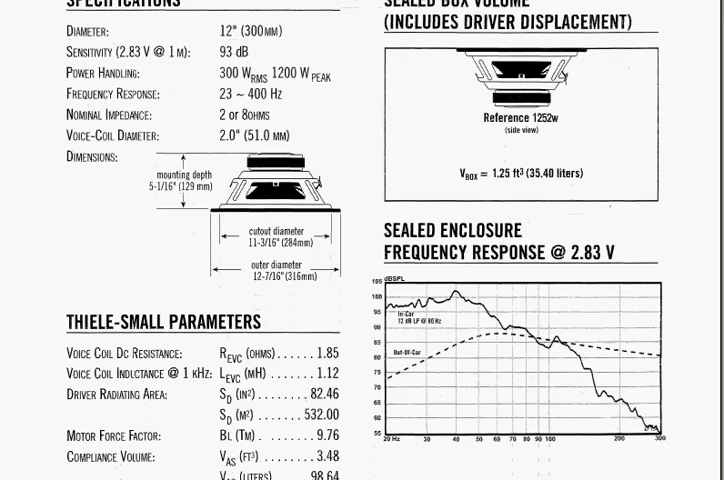 SPECIFICATIONS
DIAMETER: 12" (300MM)
SENSITIVITY (2.83 V @ 1 M): 93 dB
POWER HANDLING: 300 WRMS 1200 WPEAK
FREQUENCY RESPONSE: 23 ~ 400 Hz
NOMINAL IMPEDANCE: 2 or 8OHMS
VOICE-COIL DIAMETER: 2.0" (51.0 MM)
DIMENSIONS:
mounting depth
5-1/16" (129 mm)
cutout diameter
11-3/16" (284mm)
outer diameter
12-7/16" (316mm)
THIELE-SMALL PARAMETERS
VOICE COIL DC RESISTANCE: REVC (OHMS) ...... 1.85
VOICE COIL INDUCTANCE @ 1 KHZ: LEVC (MH) ....... 1.12
DRIVER RADIATING AREA: SD (IN²) ........ 82.46
SD (M²) ....... 532.00
MOTOR FORCE FACTOR: BL (TM) . ....... 9.76
COMPLIANCE VOLUME: VAS (FT³) ....... 3.48
VAS (LITERS) ....... 98.64
SEALED BOX VOLUME
(INCLUDES DRIVER DISPLACEMENT)
Reference 1252w
(side view)
VBOX = 1.25 ft³ (35.40 liters)
SEALED ENCLOSURE
FREQUENCY RESPONSE @ 2.83 V
dBSPL
105
100
95
90
85
80
75
70
65
60
55
In-Car
12 dB LP @ 80 Hz
Out-Of-Car
20 Hz 30 40 50 60 70 80 90 100 200 300